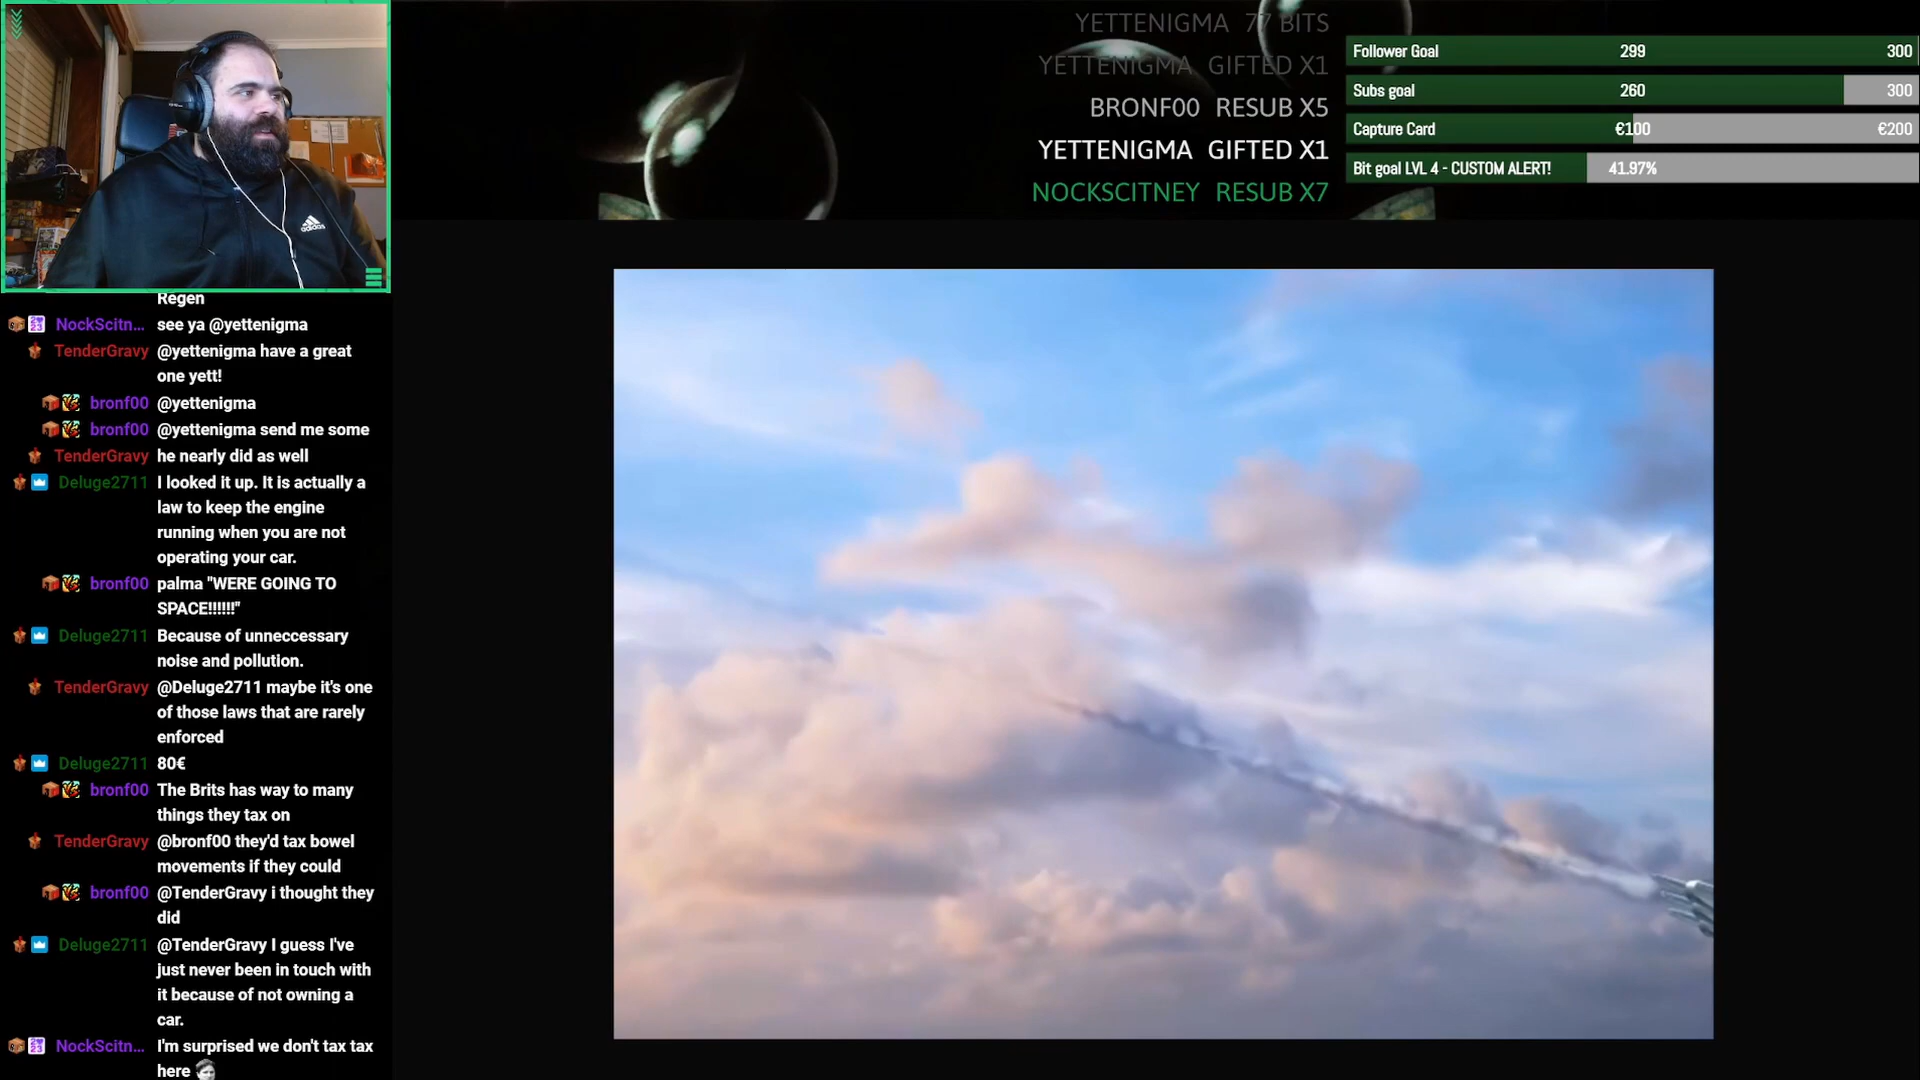 YETTENIGMA 77 BITS
YETTENIGMA GIFTED X1
BRONF00 RESUB X5
YETTENIGMA GIFTED X1
NOCKSCITNEY RESUB X7
Follower Goal 299 300
Subs goal 260 300
Capture Card €100 €200
Bit goal LVL 4 - CUSTOM ALERT! 41.97%
adidas
Regen
NockScitn... see ya @yettenigma
TenderGravy @yettenigma have a great
one yett!
bronf00 @yettenigma
bronf00 @yettenigma send me some
TenderGravy he nearly did as well
Deluge2711 I looked it up. It is actually a
law to keep the engine
running when you are not
operating your car.
bronf00 palma "WERE GOING TO
SPACE!!!!!!"
Deluge2711 Because of unneccessary
noise and pollution.
TenderGravy @Deluge2711 maybe it's one
of those laws that are rarely
enforced
Deluge2711 80€
bronf00 The Brits has way to many
things they tax on
TenderGravy @bronf00 they'd tax bowel
movements if they could
bronf00 @TenderGravy i thought they
did
Deluge2711 @TenderGravy I guess I've
just never been in touch with
it because of not owning a
car.
NockScitn... I'm surprised we don't tax tax
here